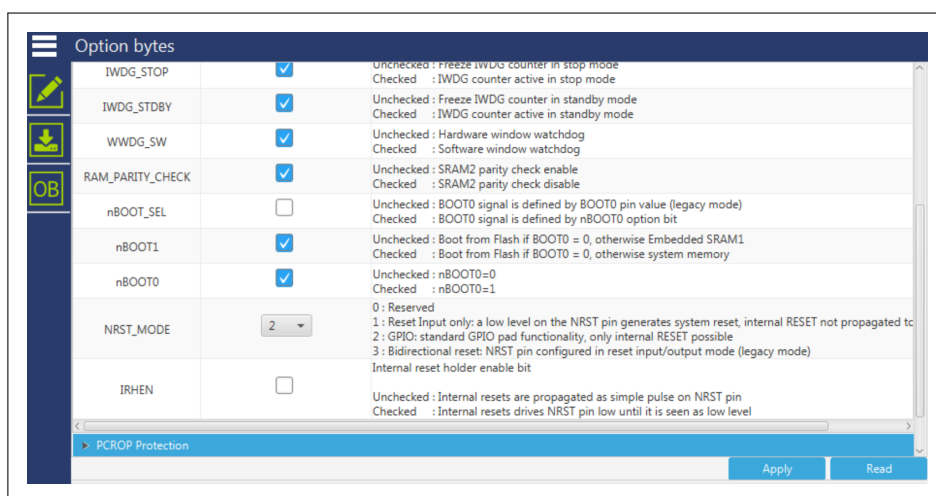 Option bytes
IWDG_STOP
Unchecked : Freeze IWDG counter in stop mode
Checked : IWDG counter active in stop mode
IWDG_STDBY
Unchecked : Freeze IWDG counter in standby mode
Checked : IWDG counter active in standby mode
WWDG_SW
Unchecked : Hardware window watchdog
Checked : Software window watchdog
RAM_PARITY_CHECK
Unchecked : SRAM2 parity check enable
Checked : SRAM2 parity check disable
OB
nBOOT_SEL
Unchecked : BOOT0 signal is defined by BOOT0 pin value (legacy mode)
Checked : BOOT0 signal is defined by nBOOT0 option bit
nBOOT1
Unchecked : Boot from Flash if BOOT0 = 0, otherwise Embedded SRAM1
Checked : Boot from Flash if BOOT0 = 0, otherwise system memory
nBOOT0
Unchecked : nBOOT0=0
Checked : nBOOT0=1
NRST_MODE
2
0 : Reserved
1 : Reset Input only: a low level on the NRST pin generates system reset, internal RESET not propagated to
2 : GPIO: standard GPIO pad functionality, only internal RESET possible
3 : Bidirectional reset: NRST pin configured in reset input/output mode (legacy mode)
IRHEN
Internal reset holder enable bit
Unchecked : Internal resets are propagated as simple pulse on NRST pin
Checked : Internal resets drives NRST pin low until it is seen as low level
PCROP Protection
Apply
Read